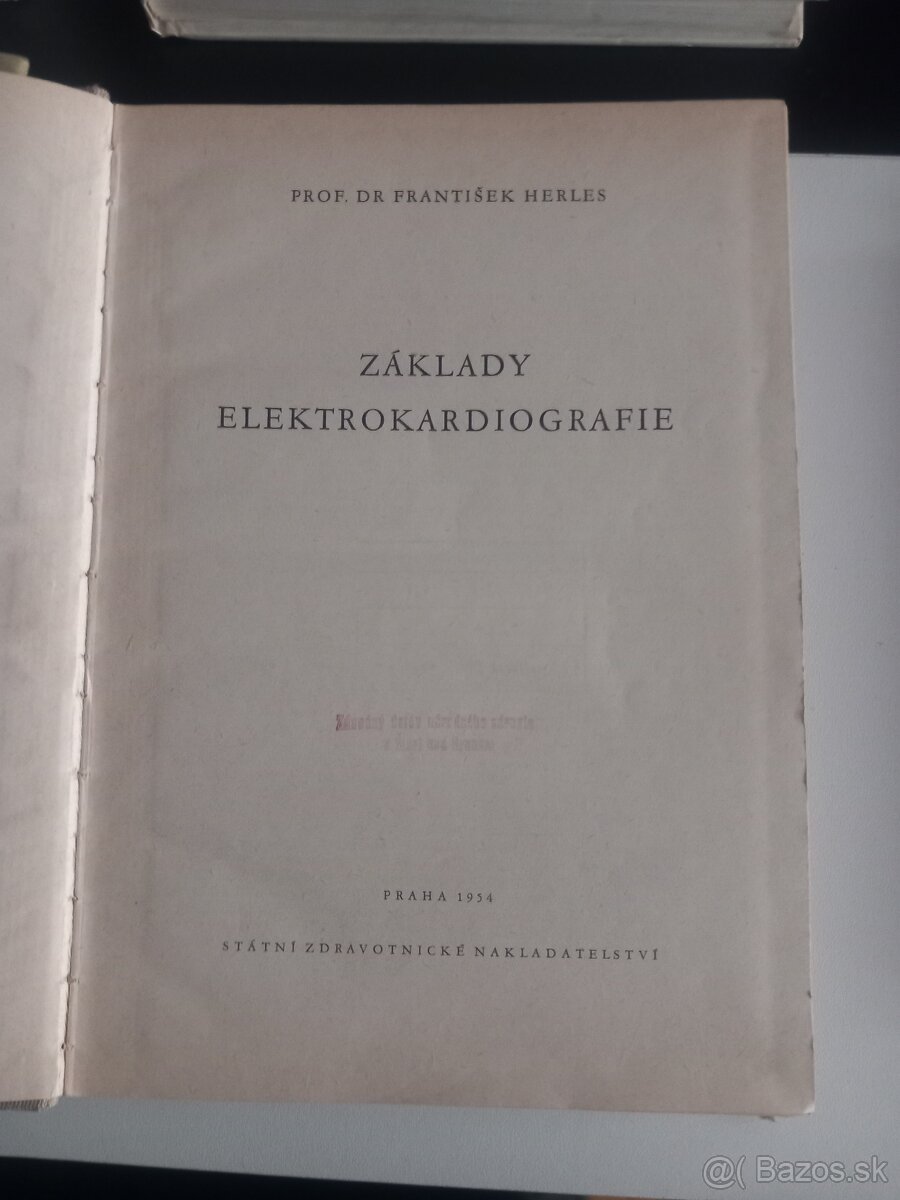 PROF. DR FRANTIŠEK HERLES
ZÁKLADY
ELEKTROKARDIOGRAFIE
PRAHA 1954
STÁTNÍ ZDRAVOTNICKÉ NAKLADATELSTVÍ
@( Bazos.sk